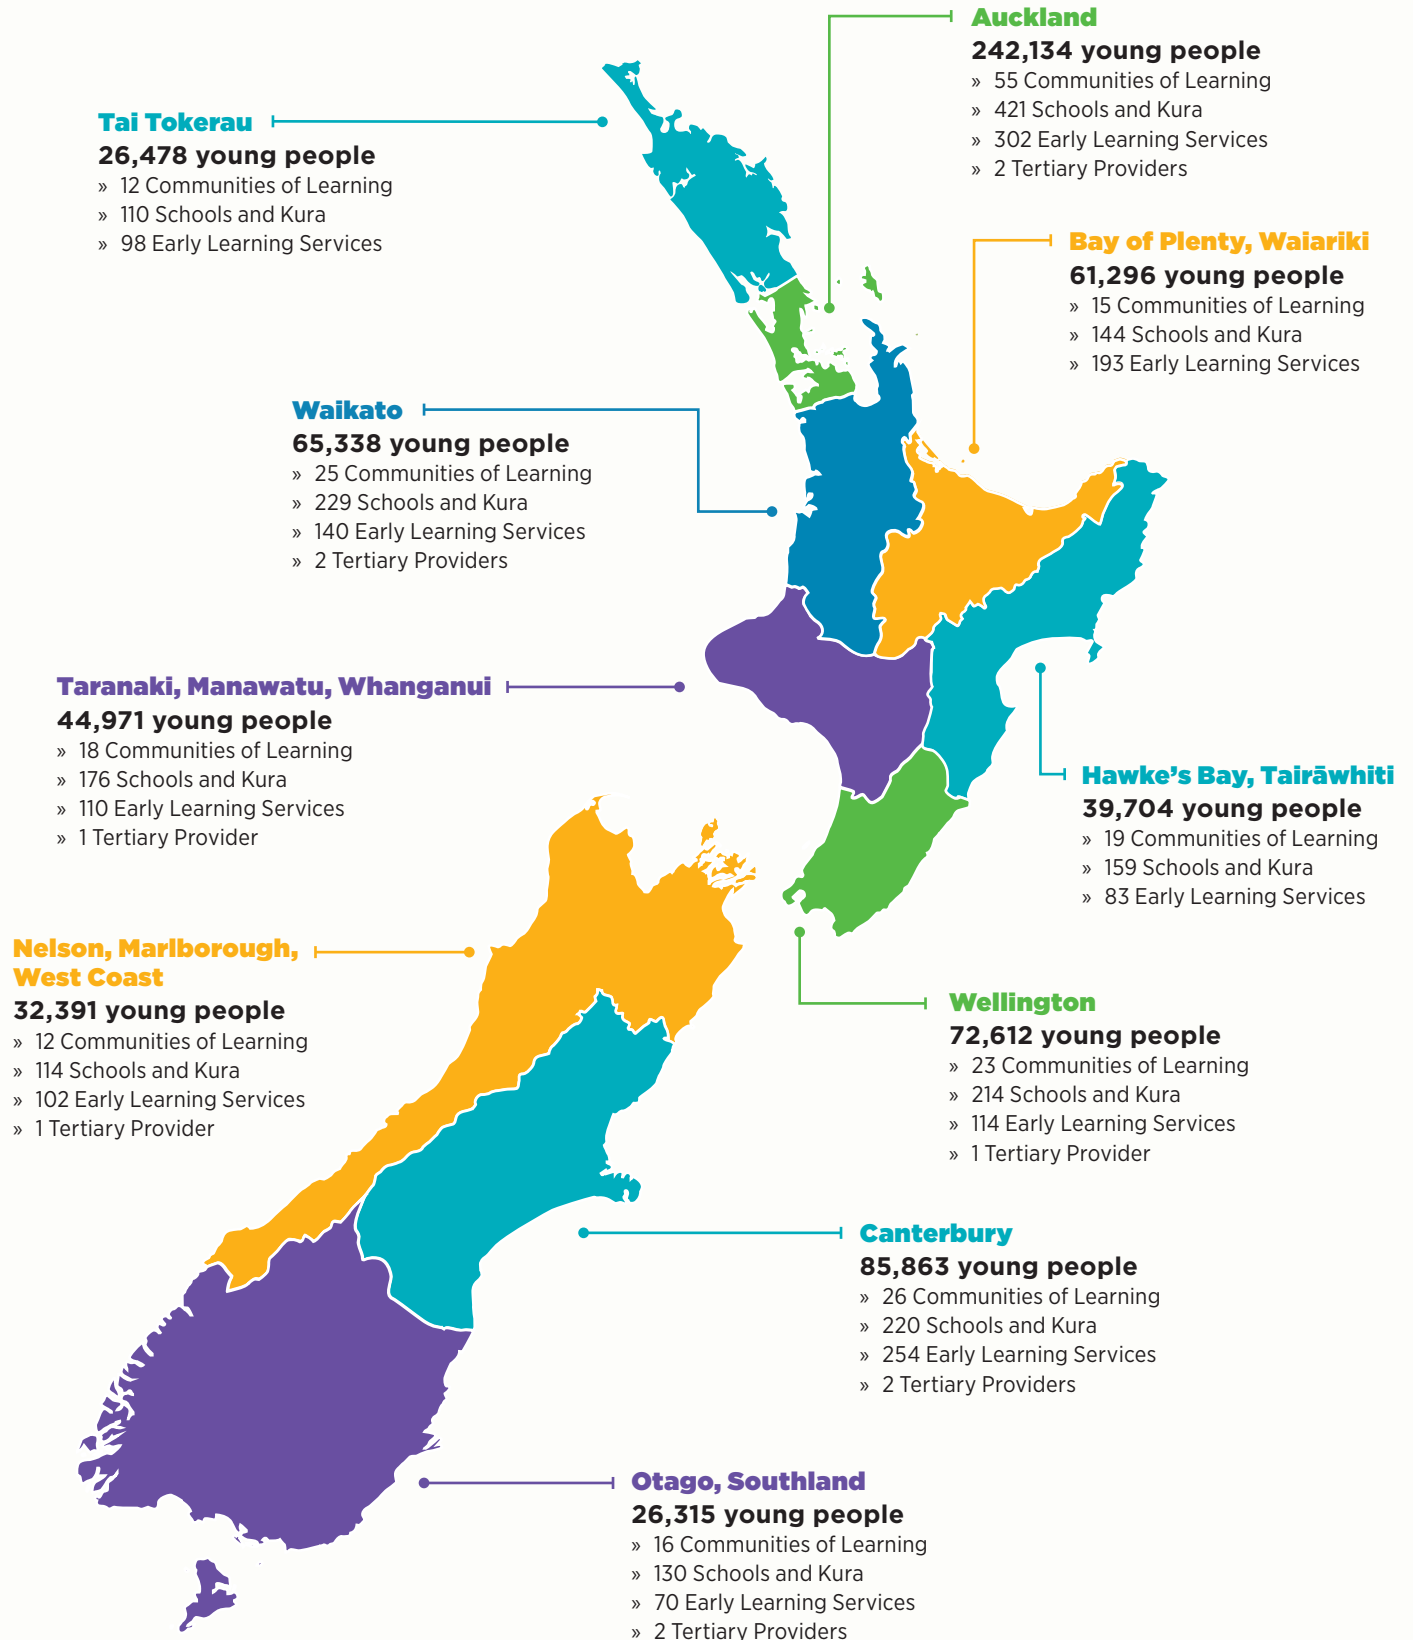 Auckland
242,134 young people
» 55 Communities of Learning
» 421 Schools and Kura
» 302 Early Learning Services
» 2 Tertiary Providers
Tai Tokerau
26,478 young people
» 12 Communities of Learning
» 110 Schools and Kura
» 98 Early Learning Services
Bay of Plenty, Waiariki
61,296 young people
» 15 Communities of Learning
» 144 Schools and Kura
» 193 Early Learning Services
Waikato
65,338 young people
» 25 Communities of Learning
» 229 Schools and Kura
» 140 Early Learning Services
» 2 Tertiary Providers
Taranaki, Manawatu, Whanganui
44,971 young people
» 18 Communities of Learning
» 176 Schools and Kura
» 110 Early Learning Services
» 1 Tertiary Provider
Hawke's Bay, Tairāwhiti
39,704 young people
» 19 Communities of Learning
» 159 Schools and Kura
» 83 Early Learning Services
Nelson, Marlborough,
West Coast
32,391 young people
» 12 Communities of Learning
» 114 Schools and Kura
» 102 Early Learning Services
» 1 Tertiary Provider
Wellington
72,612 young people
» 23 Communities of Learning
» 214 Schools and Kura
» 114 Early Learning Services
» 1 Tertiary Provider
Canterbury
85,863 young people
» 26 Communities of Learning
» 220 Schools and Kura
» 254 Early Learning Services
» 2 Tertiary Providers
Otago, Southland
26,315 young people
» 16 Communities of Learning
» 130 Schools and Kura
» 70 Early Learning Services
» 2 Tertiary Providers